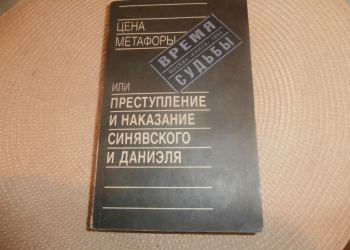 ЦЕНА
МЕТАФОРЫ
ВРЕМЯ
СУДЬБЫ
ИЛИ
ПРЕСТУПЛЕНИЕ
И НАКАЗАНИЕ
СИНЯВСКОГО
И ДАНИЭЛЯ